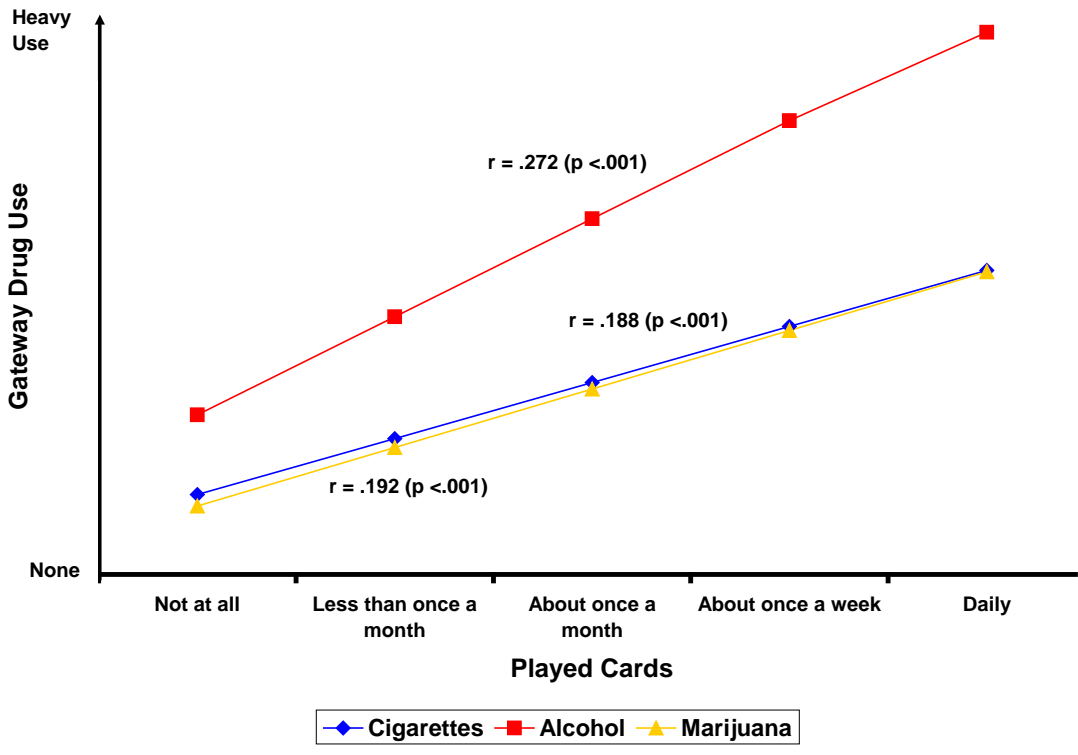 Heavy
Use
Gateway Drug Use
None
r = .272 (p <.001)
r = .188 (p <.001)
r = .192 (p <.001)
Not at all
Less than once a
month
About once a
month
About once a week
Daily
Played Cards
Cigarettes Alcohol Marijuana